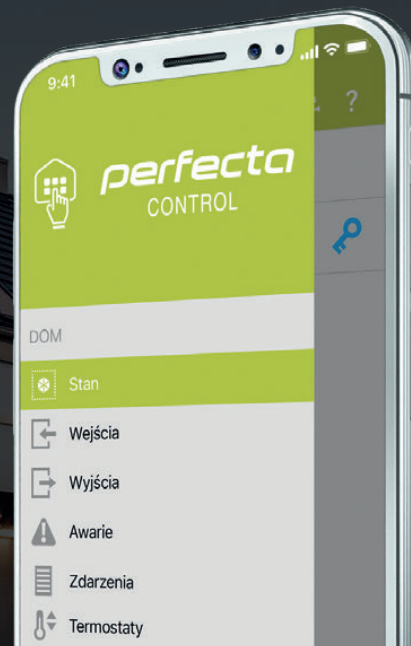 9:41
?
perfecta
CONTROL
DOM
Stan
Wejścia
Wyjścia
Awarie
Zdarzenia
Termostaty